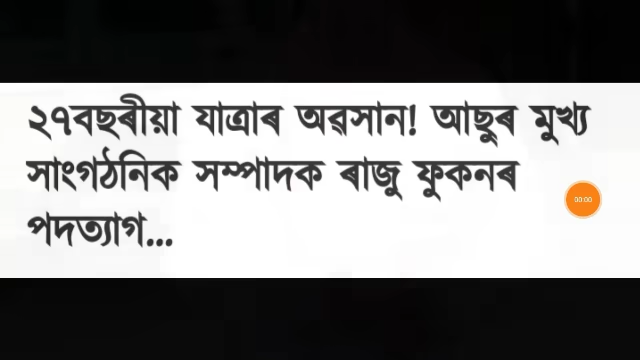 ২৭বছৰীয়া যাত্ৰাৰ অৱসান! আছুৰ মুখ্য
সাংগঠনিক সম্পাদক ৰাজু ফুকনৰ
পদত্যাগ...
00:00